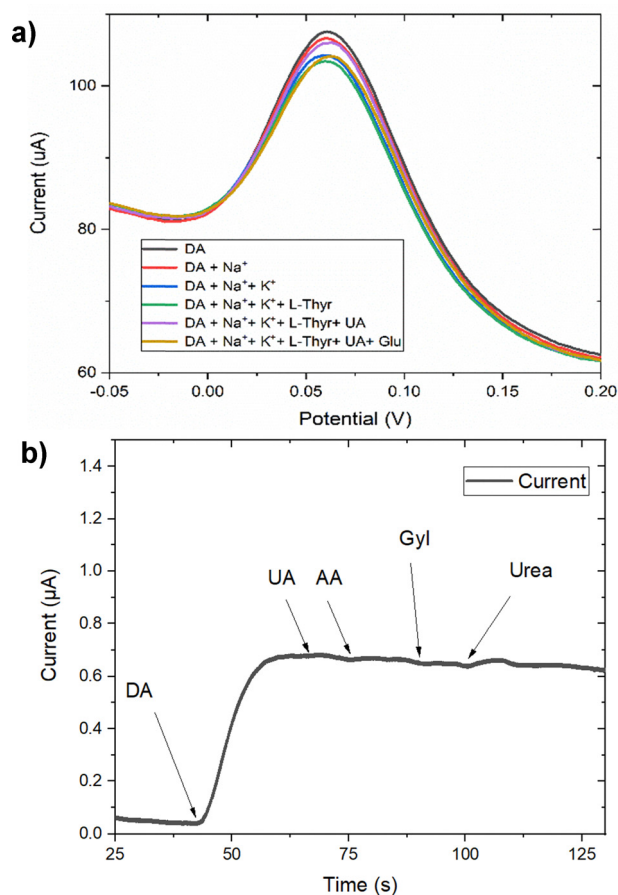 a)
Current (uA)
100
80
60
DA
DA + Na⁺
DA + Na⁺+ K⁺
DA + Na⁺+ K⁺+ L-Thyr
DA + Na⁺+ K⁺+ L-Thyr+ UA
DA + Na⁺+ K⁺+ L-Thyr+ UA+ Glu
-0.05 0.00 0.05 0.10 0.15 0.20
Potential (V)
b)
Current (µA)
1.4
1.2
1.0
0.8
0.6
0.4
0.2
0.0
Current
DA
UA
AA
Gyl
Urea
25 50 75 100 125
Time (s)